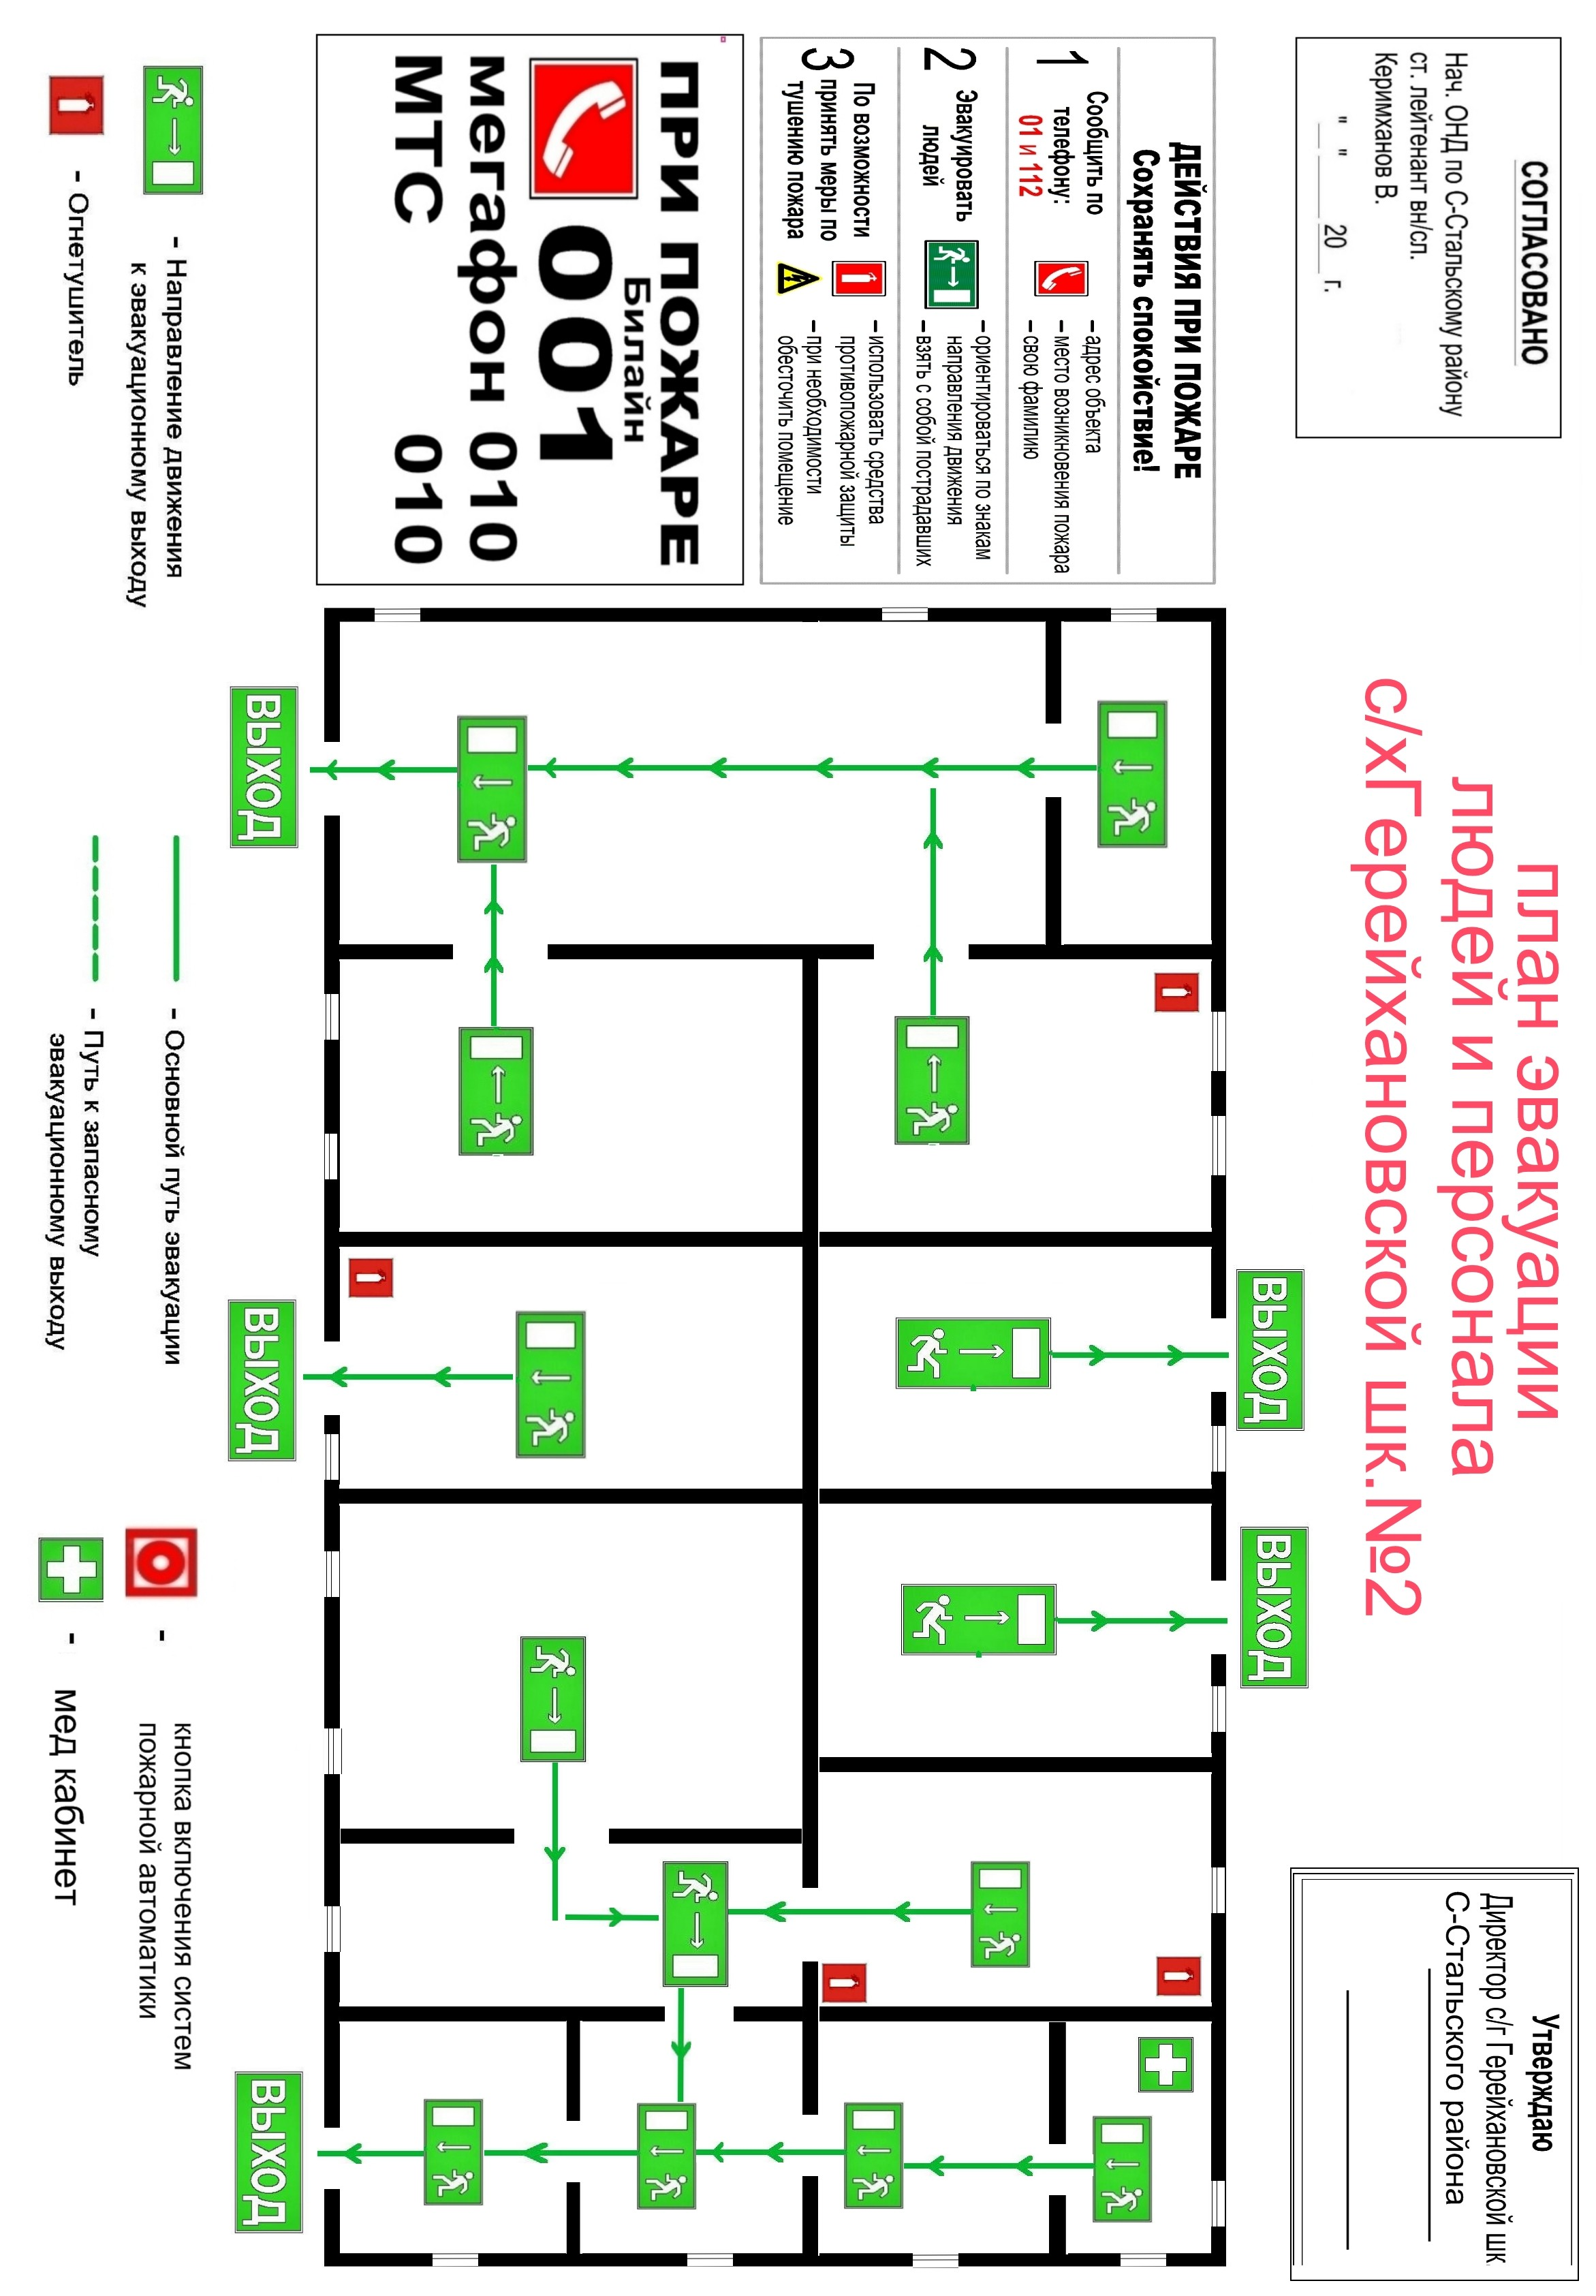 СОГЛАСОВАНО
Нач. ОНД по С-Стальскому району
ст. лейтенант вн/сл.
Керимханов В.
"__" "____ 20___ г.
план эвакуации
людей и персонала
с/хГерейхановской шк.№2
Утверждаю
Директор с/г Герейхановской шк
С-Стальского района
ДЕЙСТВИЯ ПРИ ПОЖАРЕ
Сохранять спокойствие!
1
Сообщить по
телефону:
01 и 112
– адрес объекта
– место возникновения пожара
– свою фамилию
2
Эвакуировать
людей
– ориентироваться по знакам
направления движения
– взять с собой пострадавших
3
По возможности
принять меры по
тушению пожара
– использовать средства
противопожарной защиты
– при необходимости
обесточить помещение
ПРИ ПОЖАРЕ
Билайн
001
мегафон 010
МТС 010
ВЫХОД
ВЫХОД
ВЫХОД
ВЫХОД
ВЫХОД
- Направление движения
к эвакуационному выходу
- Огнетушитель
- Основной путь эвакуации
- Путь к запасному
эвакуационному выходу
- кнопка включения систем
пожарной автоматики
- мед кабинет